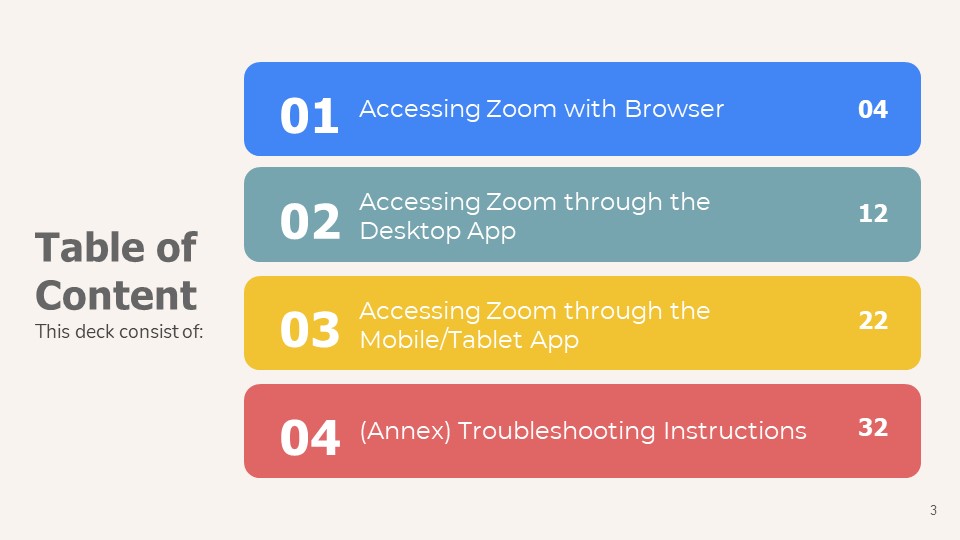 Table of
Content
This deck consist of:
01 Accessing Zoom with Browser 04
02 Accessing Zoom through the
Desktop App 12
03 Accessing Zoom through the
Mobile/Tablet App 22
04 (Annex) Troubleshooting Instructions 32
3